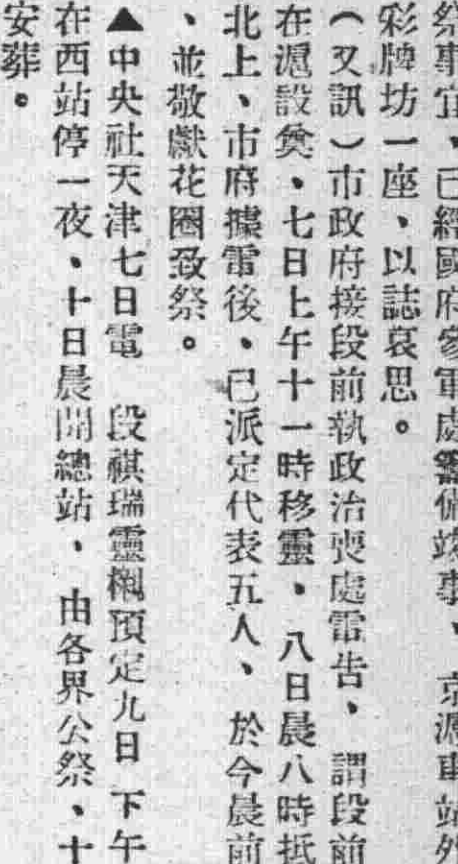 祭事宜、已經國府參軍處籌備竣事、京滬車站外
彩牌坊一座、以誌哀思。
（又訊）市政府接段前執政治喪處電告、謂段前
在滬設奠、七日上午十一時移靈、八日晨八時抵
北上、市府據電後、已派定代表五人、於今晨前
、並敬獻花圈致祭。
▲中央社天津七日電　段祺瑞靈櫬預定九日下午
在西站停一夜、十日晨開總站、由各界公祭、十
安葬。